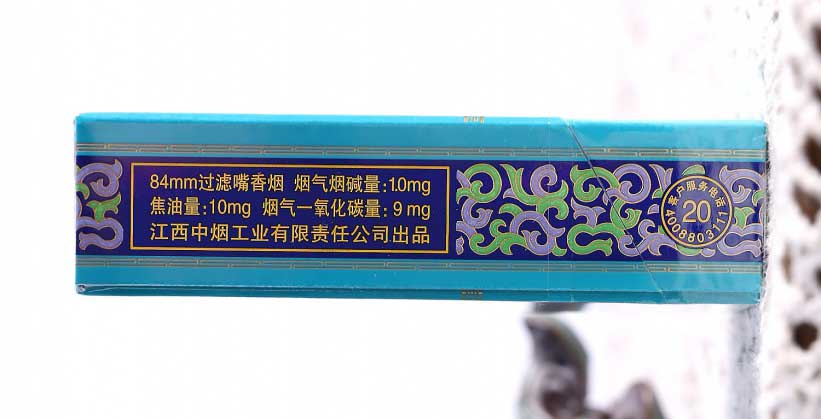 84mm过滤嘴香烟 烟气烟碱量:1.0mg
焦油量:10mg 烟气一氧化碳量: 9 mg
江西中烟工业有限责任公司出品
客户服务电话
20
4008803111